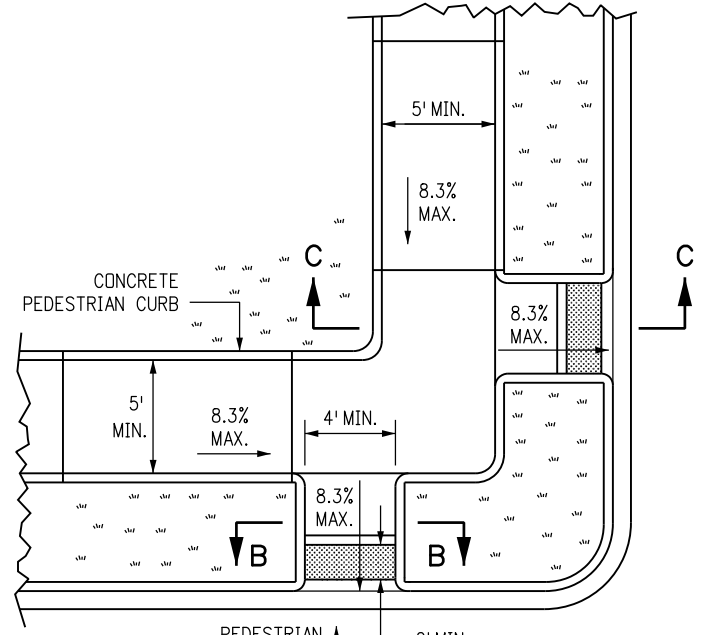 5' MIN.
8.3%
MAX.
C
C
CONCRETE
PEDESTRIAN CURB
8.3%
MAX.
5'
MIN.
8.3%
MAX.
4' MIN.
8.3%
MAX.
B
B
PEDESTRIAN
MIN